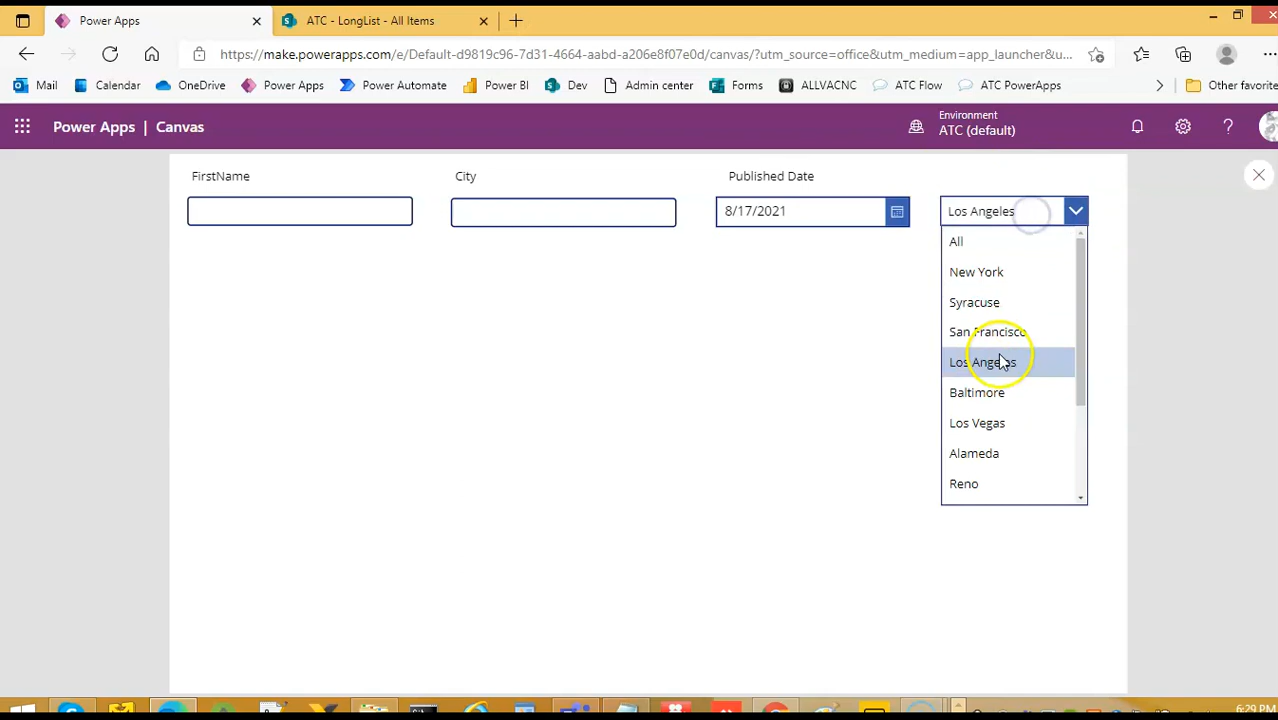 Power Apps
ATC - LongList - All Items
https://make.powerapps.com/e/Default-d9819c96-7d31-4664-aabd-a206e8f07e0d/canvas/?utm_source=office&utm_medium=app_launcher&u...
Mail Calendar OneDrive Power Apps Power Automate Power BI Dev Admin center Forms ALLVACNC ATC Flow ATC PowerApps Other favorite
Power Apps | Canvas
Environment
ATC (default)
FirstName City Published Date
8/17/2021 Los Angeles
All
New York
Syracuse
San Francisco
Los Angeles
Baltimore
Los Vegas
Alameda
Reno
6:29 PM